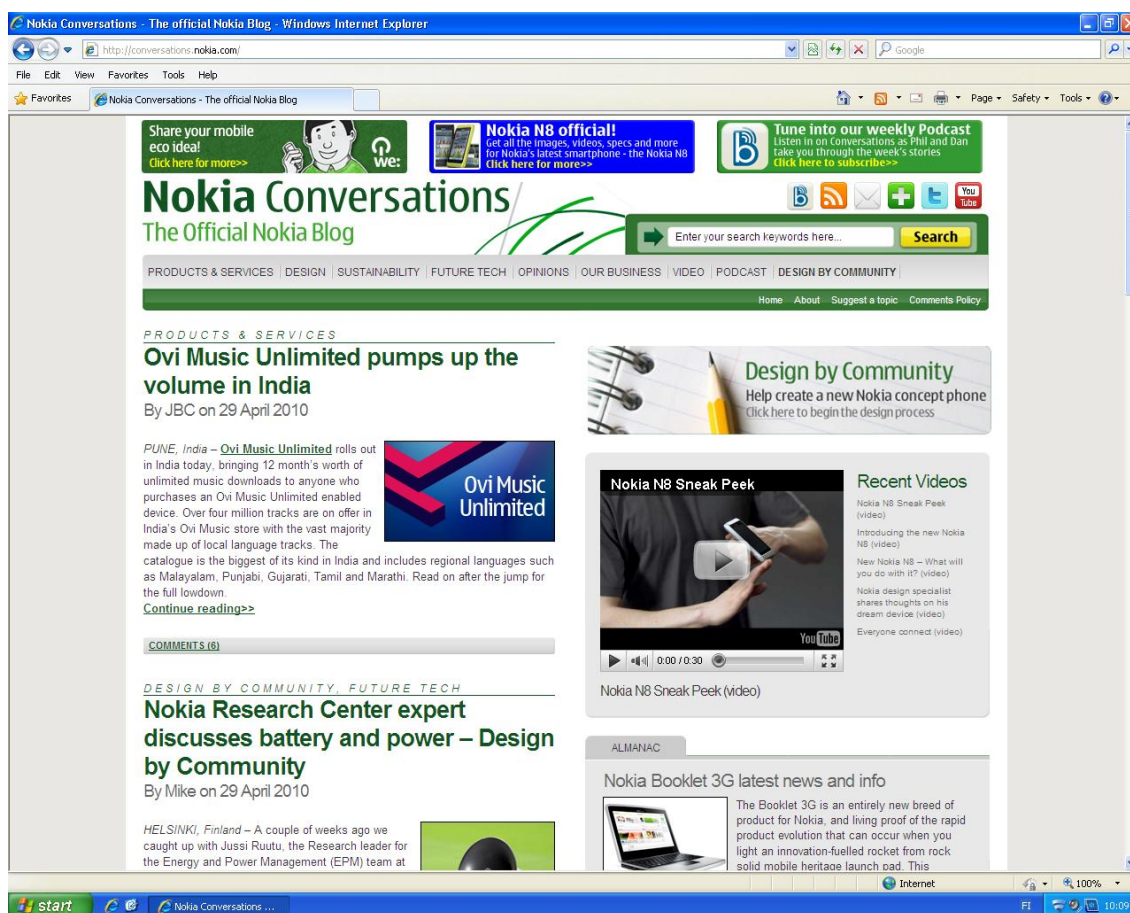 Nokia Conversations - The official Nokia Blog - Windows Internet Explorer
http://conversations.nokia.com/
Google
File Edit View Favorites Tools Help
Favorites
Nokia Conversations - The official Nokia Blog
Page Safety Tools
Share your mobile
eco idea!
Click here for more>>
we:
Nokia N8 official!
Get all the images, videos, specs and more
for Nokia's latest smartphone - the Nokia N8
Click here for more>>
Tune into our weekly Podcast
Listen in on Conversations as Phil and Dan
take you through the week's stories
Click here to subscribe>>
Nokia Conversations
The Official Nokia Blog
You
Tube
Enter your search keywords here...
Search
PRODUCTS & SERVICES | DESIGN | SUSTAINABILITY | FUTURE TECH | OPINIONS | OUR BUSINESS | VIDEO | PODCAST | DESIGN BY COMMUNITY |
Home About Suggest a topic Comments Policy
PRODUCTS & SERVICES
Ovi Music Unlimited pumps up the
volume in India
By JBC on 29 April 2010
PUNE, India – Ovi Music Unlimited rolls out
in India today, bringing 12 month's worth of
unlimited music downloads to anyone who
purchases an Ovi Music Unlimited enabled
device. Over four million tracks are on offer in
India's Ovi Music store with the vast majority
made up of local language tracks. The
catalogue is the biggest of its kind in India and includes regional languages such
as Malayalam, Punjabi, Gujarati, Tamil and Marathi. Read on after the jump for
the full lowdown.
Continue reading>>
Ovi Music
Unlimited
COMMENTS (6)
DESIGN BY COMMUNITY, FUTURE TECH
Nokia Research Center expert
discusses battery and power – Design
by Community
By Mike on 29 April 2010
HELSINKI, Finland – A couple of weeks ago we
caught up with Jussi Ruutu, the Research leader for
the Energy and Power Management (EPM) team at
Design by Community
Help create a new Nokia concept phone
Click here to begin the design process
Nokia N8 Sneak Peek
YouTube
0:00 / 0:30
Nokia N8 Sneak Peek (video)
Recent Videos
Nokia N8 Sneak Peek
(video)
Introducing the new Nokia
N8 (video)
New Nokia N8 – What will
you do with it? (video)
Nokia design specialist
shares thoughts on his
dream device (video)
Everyone connect (video)
ALMANAC
Nokia Booklet 3G latest news and info
The Booklet 3G is an entirely new breed of
product for Nokia, and living proof of the rapid
product evolution that can occur when you
light an innovation-fuelled rocket from rock
solid mobile heritage launch pad. This
Internet
100%
start
Nokia Conversations ...
FI
10:09